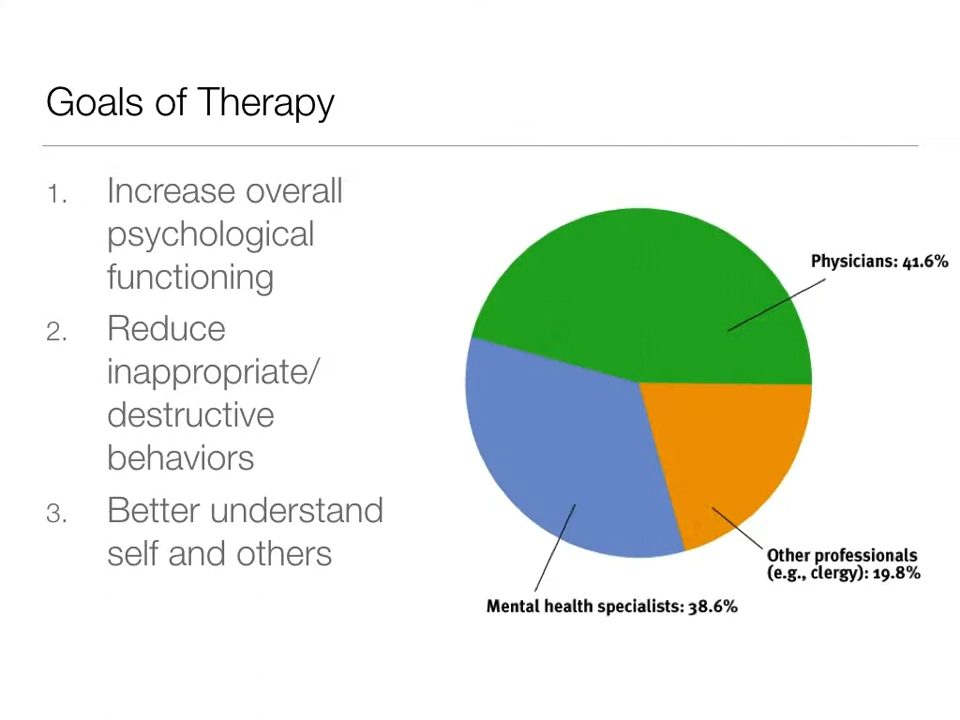 Goals of Therapy
1. Increase overall
psychological
functioning
2. Reduce
inappropriate/
destructive
behaviors
3. Better understand
self and others
Physicians: 41.6%
Other professionals
(e.g., clergy): 19.8%
Mental health specialists: 38.6%